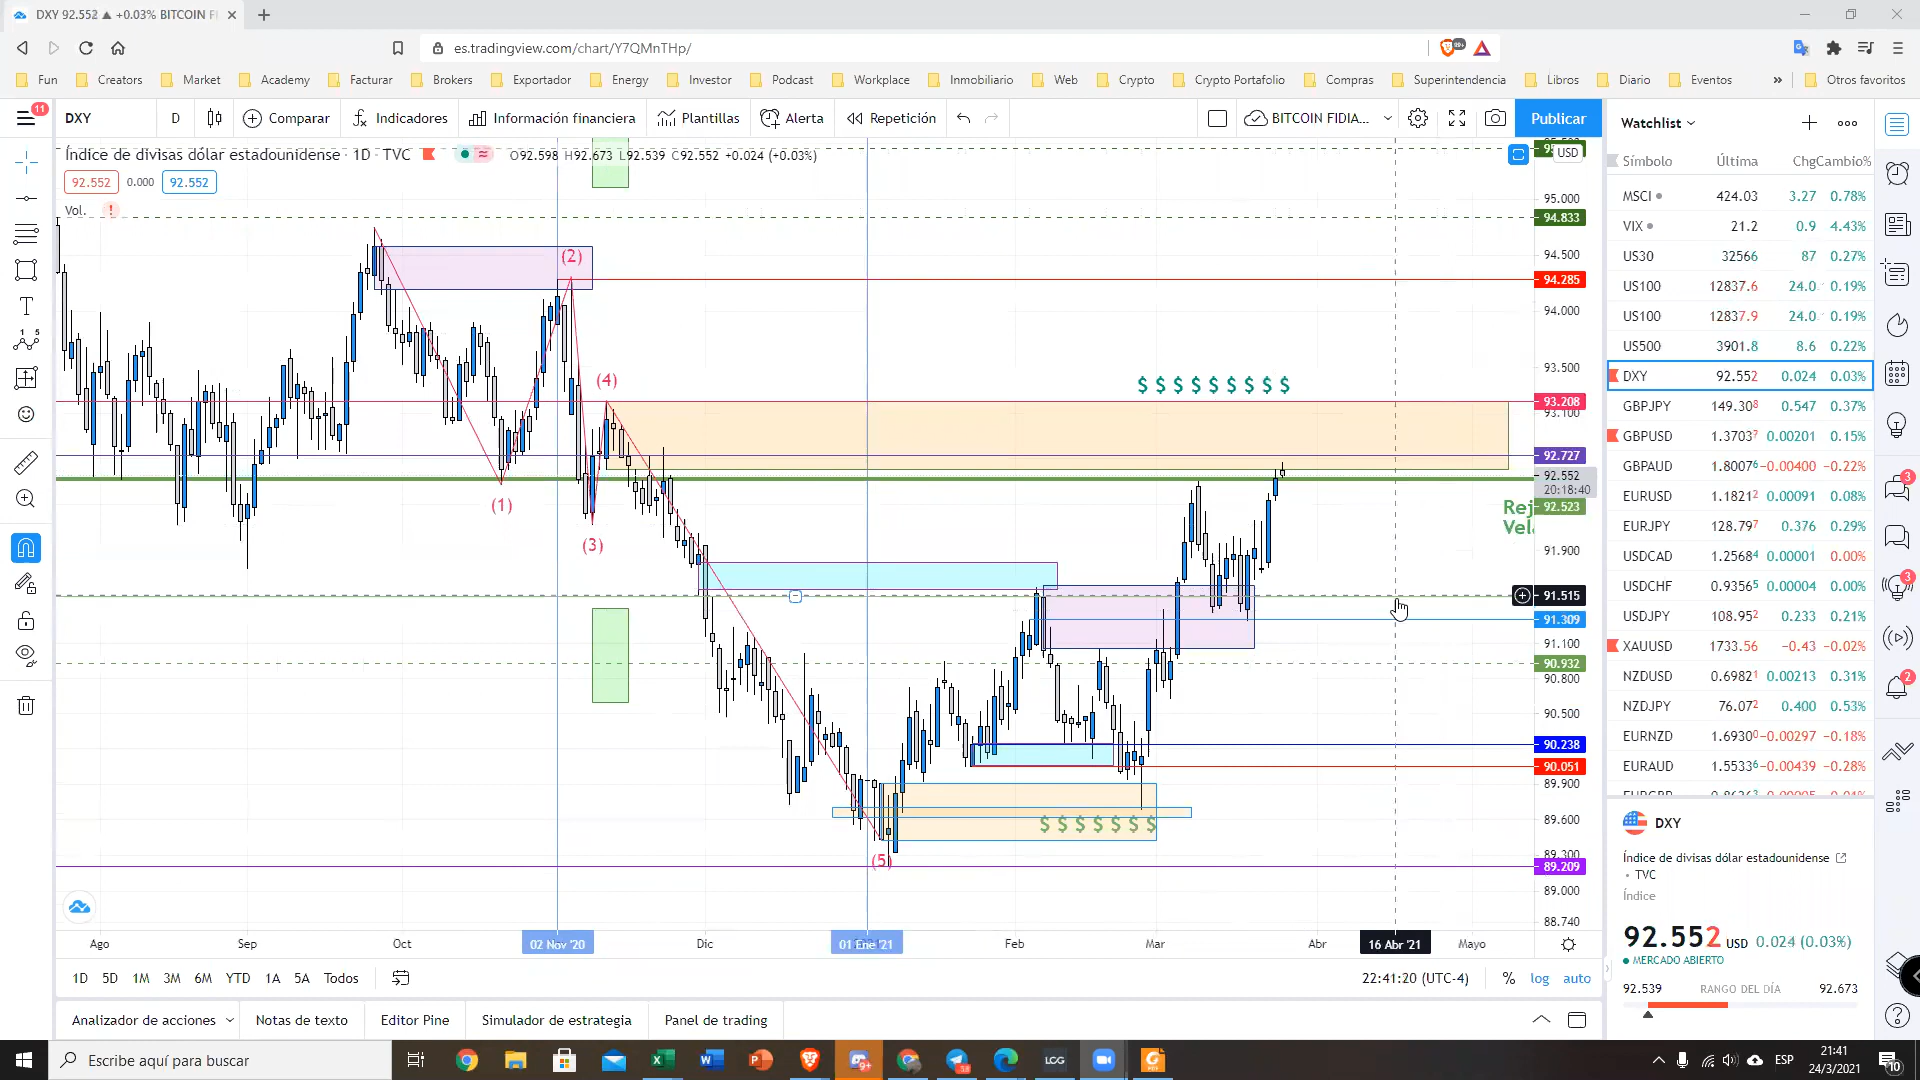 DXY 92.552 ▲ +0.03% BITCOIN FI
es.tradingview.com/chart/Y7QMnTHp/
99+
Fun Creators Market Academy Facturar Brokers Exportador Energy Investor Podcast Workplace Inmobiliario Web Crypto Crypto Portafolio Compras Superintendencia Libros Diario Eventos » Otros favoritos
11
DXY D Comparar Indicadores Información financiera Plantillas Alerta Repetición BITCOIN FIDIA... Publicar
Índice de divisas dólar estadounidense · 1D · TVC O92.598 H92.673 L92.539 C92.552 +0.024 (+0.03%)
92.552 0.000 92.552
Vol. !
USD
95.000
94.833
94.500
94.285
94.000
93.500
93.208
93.100
92.727
92.552
20:18:40
92.523
91.900
91.515
91.309
91.100
90.932
90.800
90.500
90.238
90.051
89.900
89.600
89.300
89.209
89.000
88.740
(2)
(4)
$ $ $ $ $ $ $ $ $
(1)
(3)
Rej
Vel
$ $ $ $ $ $ $
(5)
Ago Sep Oct 02 Nov '20 Dic 01 Ene '21 Feb Mar Abr 16 Abr '21 Mayo
1D 5D 1M 3M 6M YTD 1A 5A Todos 22:41:20 (UTC-4) % log auto
Analizador de acciones Notas de texto Editor Pine Simulador de estrategia Panel de trading
Watchlist
Símbolo Última Chg Cambio%
MSCI 424.03 3.27 0.78%
VIX 21.2 0.9 4.43%
US30 32566 87 0.27%
US100 12837.6 24.0 0.19%
US100 12837.9 24.0 0.19%
US500 3901.8 8.6 0.22%
DXY 92.552 0.024 0.03%
GBPJPY 149.308 0.547 0.37%
GBPUSD 1.37037 0.00201 0.15%
GBPAUD 1.80076 −0.00400 −0.22%
EURUSD 1.18212 0.00091 0.08%
EURJPY 128.797 0.376 0.29%
USDCAD 1.25684 0.00001 0.00%
USDCHF 0.93565 0.00004 0.00%
USDJPY 108.952 0.233 0.21%
XAUUSD 1733.56 −0.43 −0.02%
NZDUSD 0.69821 0.00213 0.31%
NZDJPY 76.072 0.400 0.53%
EURNZD 1.69300 −0.00297 −0.18%
EURAUD 1.55336 −0.00439 −0.28%
DXY
Índice de divisas dólar estadounidense
• TVC
Índice
92.552 USD 0.024 (0.03%)
MERCADO ABIERTO
92.539 RANGO DEL DÍA 92.673
3
3
2
Escribe aquí para buscar
LCG
ESP
21:41
24/3/2021
10